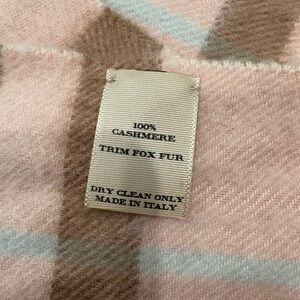 100%
CASHMERE
TRIM FOX FUR
DRY CLEAN ONLY
MADE IN ITALY